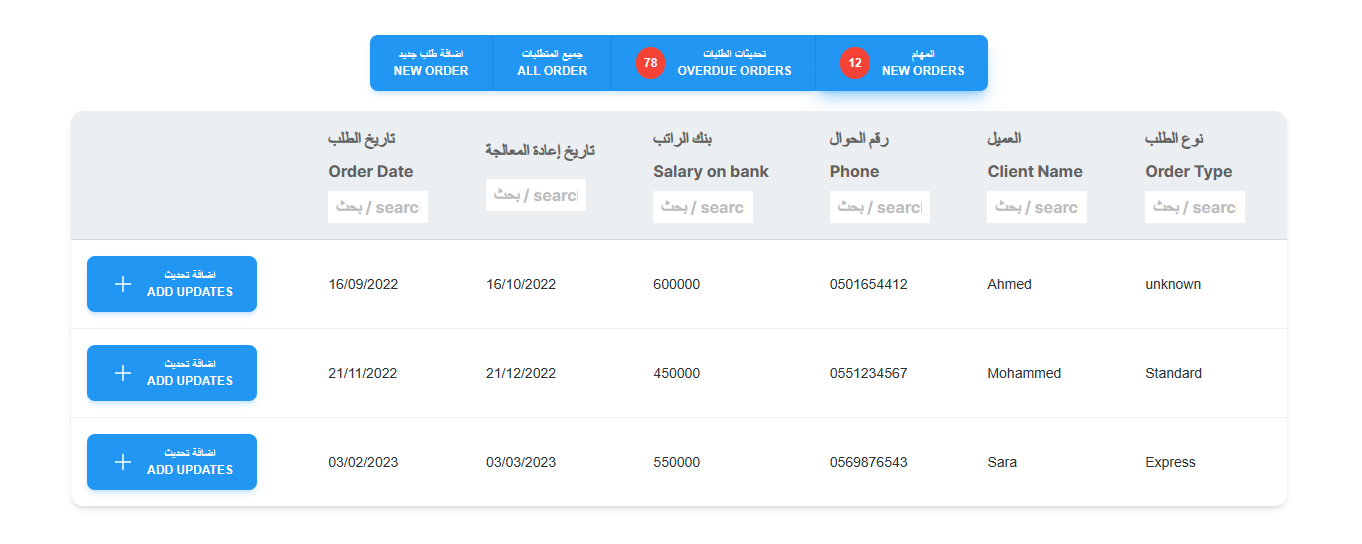 المهام
NEW ORDERS
12
تحديثات الطلبات
OVERDUE ORDERS
78
جميع المتطلبات
ALL ORDER
اضافة طلب جديد
NEW ORDER
نوع الطلب
Order Type
بحث / searc
العميل
Client Name
بحث / searc
رقم الحوال
Phone
بحث / searc
بنك الراتب
Salary on bank
بحث / searc
تاريخ إعادة المعالجة
بحث / searc
تاريخ الطلب
Order Date
بحث / searc
unknown
Ahmed
0501654412
600000
16/10/2022
16/09/2022
اضافة تحديث
ADD UPDATES
Standard
Mohammed
0551234567
450000
21/12/2022
21/11/2022
اضافة تحديث
ADD UPDATES
Express
Sara
0569876543
550000
03/03/2023
03/02/2023
اضافة تحديث
ADD UPDATES